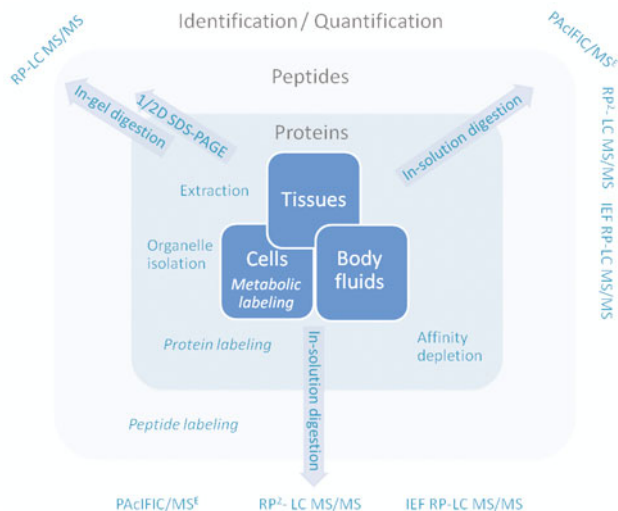 Identification / Quantification
PAcIFIC/MSᴱ
RP-LC MS/MS
Peptides
In-gel digestion
1/2D SDS-PAGE
Proteins
In-solution digestion
RP²- LC MS/MS
IEF RP-LC MS/MS
Extraction
Tissues
Organelle
isolation
Cells
Metabolic
labeling
Body
fluids
Protein labeling
In-solution digestion
Affinity
depletion
Peptide labeling
PAcIFIC/MSᴱ
RP²- LC MS/MS
IEF RP-LC MS/MS